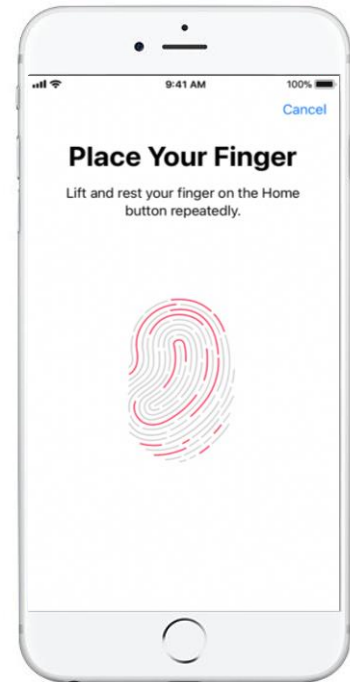 9:41 AM 100%
Cancel
Place Your Finger
Lift and rest your finger on the Home
button repeatedly.